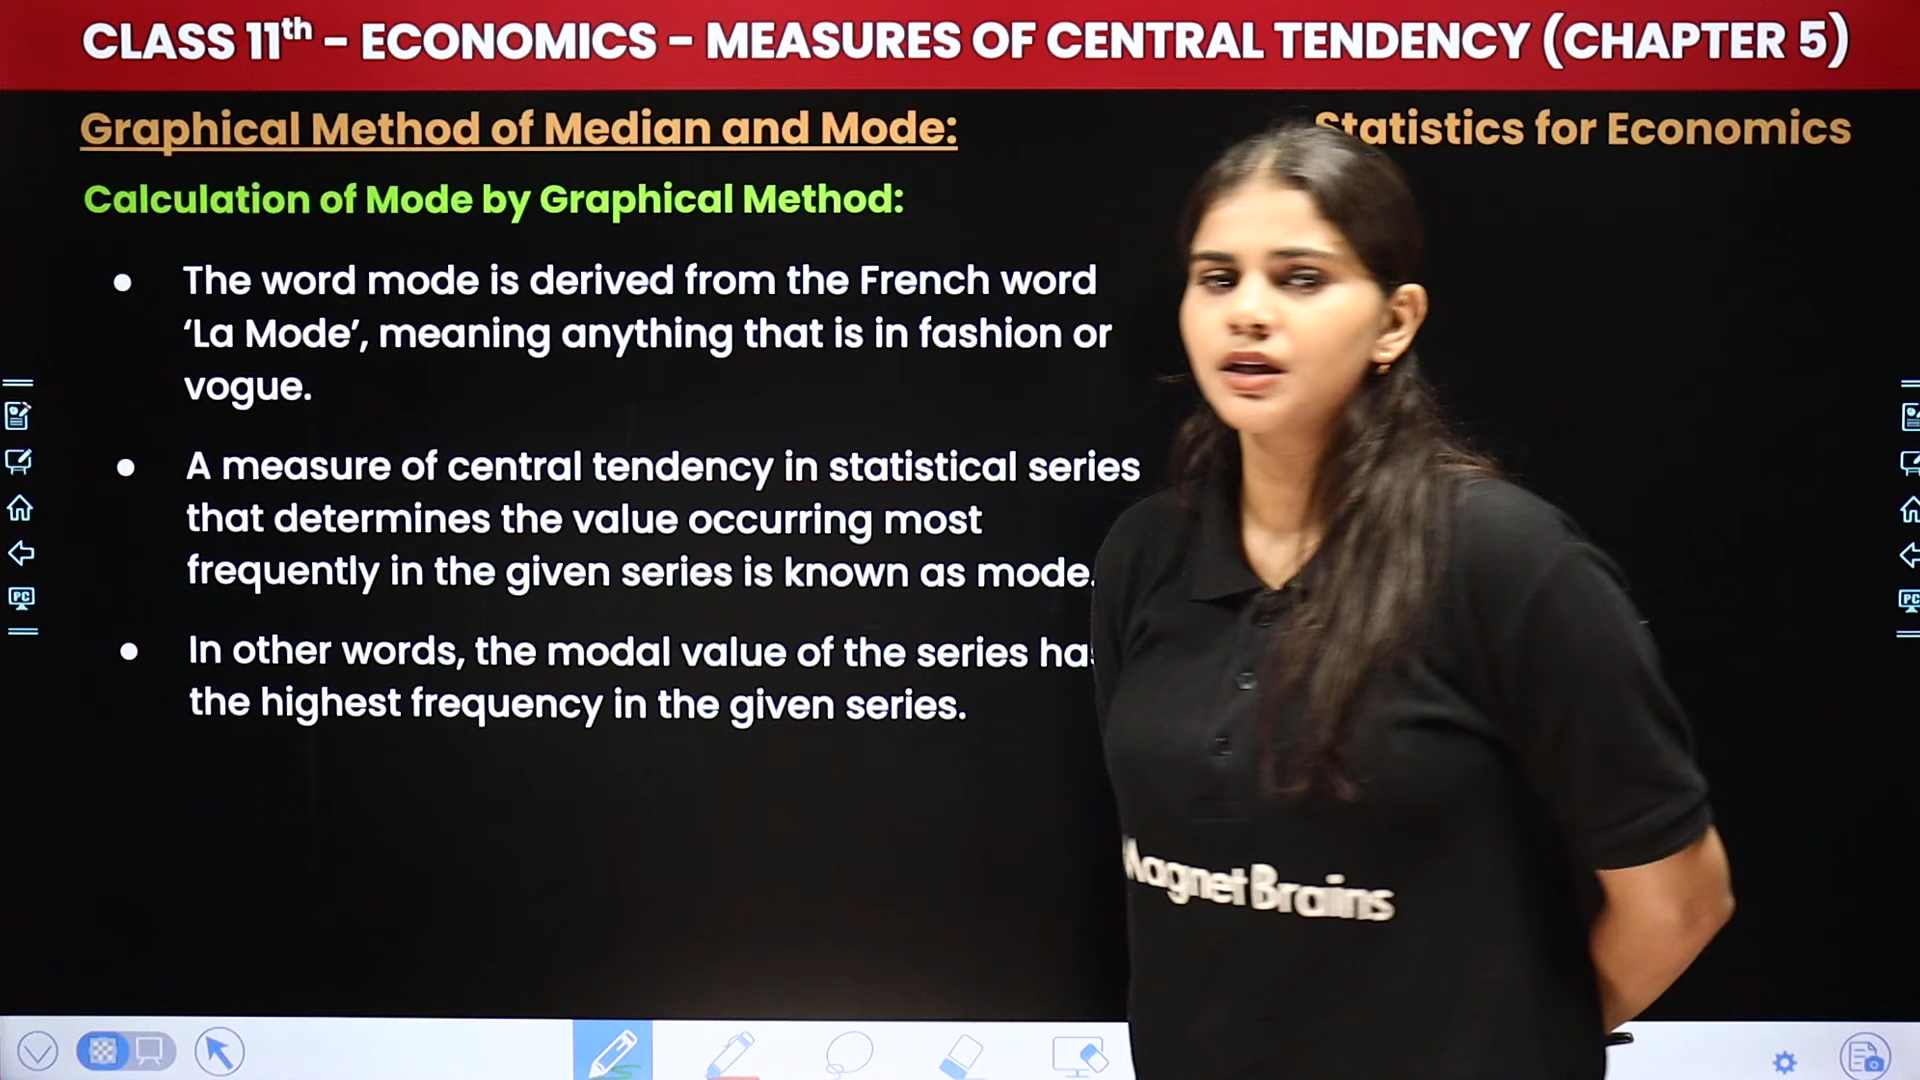 CLASS 11th - ECONOMICS - MEASURES OF CENTRAL TENDENCY (CHAPTER 5)
Graphical Method of Median and Mode:
Statistics for Economics
Calculation of Mode by Graphical Method:
● The word mode is derived from the French word
‘La Mode’, meaning anything that is in fashion or
vogue.
● A measure of central tendency in statistical series
that determines the value occurring most
frequently in the given series is known as mode.
● In other words, the modal value of the series has
the highest frequency in the given series.
Magnet Brains
PC
PC